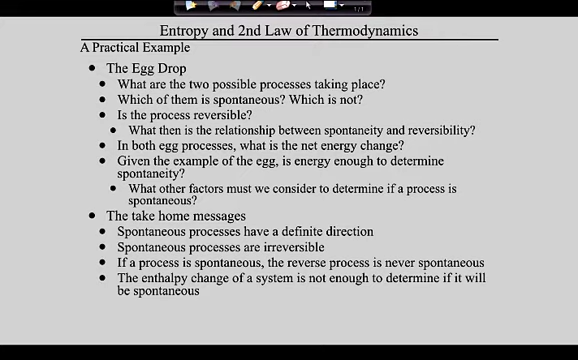 1/1
Entropy and 2nd Law of Thermodynamics
A Practical Example
• The Egg Drop
• What are the two possible processes taking place?
• Which of them is spontaneous? Which is not?
• Is the process reversible?
• What then is the relationship between spontaneity and reversibility?
• In both egg processes, what is the net energy change?
• Given the example of the egg, is energy enough to determine
spontaneity?
• What other factors must we consider to determine if a process is
spontaneous?
• The take home messages
• Spontaneous processes have a definite direction
• Spontaneous processes are irreversible
• If a process is spontaneous, the reverse process is never spontaneous
• The enthalpy change of a system is not enough to determine if it will
be spontaneous